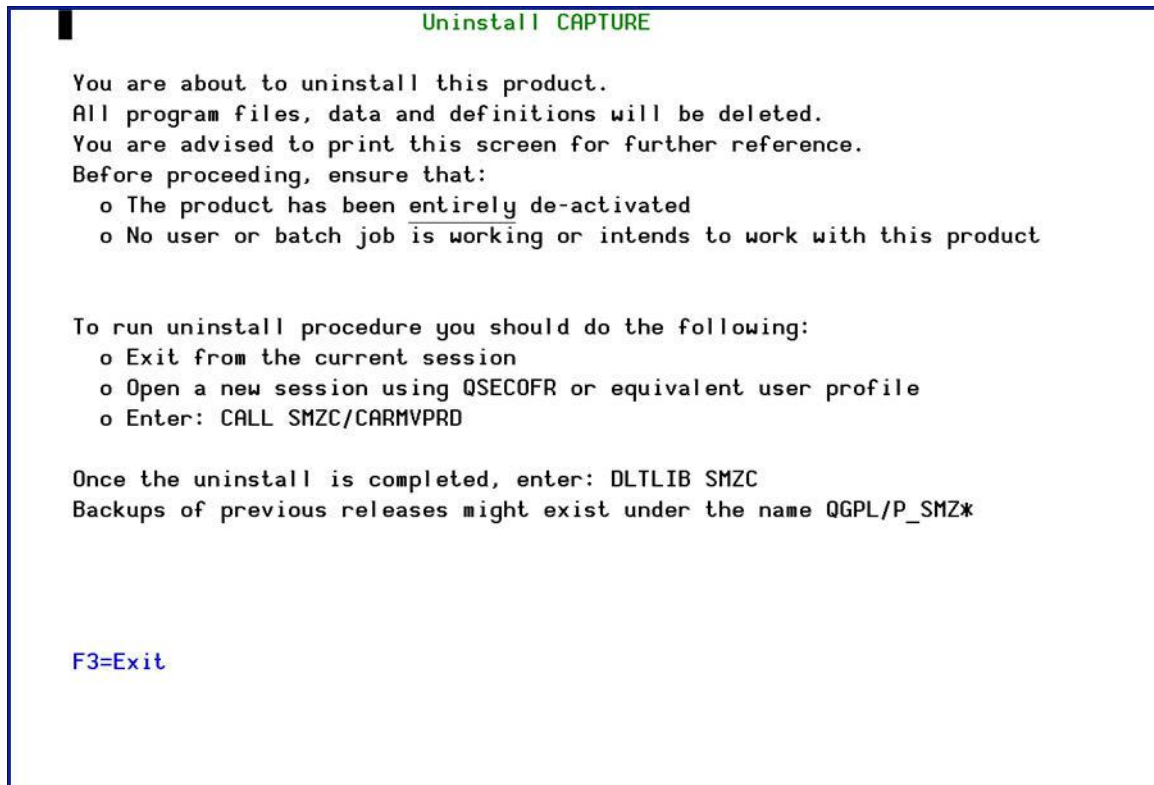 Uninstall CAPTURE
You are about to uninstall this product.
All program files, data and definitions will be deleted.
You are advised to print this screen for further reference.
Before proceeding, ensure that:
o The product has been entirely de-activated
o No user or batch job is working or intends to work with this product
To run uninstall procedure you should do the following:
o Exit from the current session
o Open a new session using QSECOFR or equivalent user profile
o Enter: CALL SMZC/CARMVPRD
Once the uninstall is completed, enter: DLTLIB SMZC
Backups of previous releases might exist under the name QGPL/P_SMZ*
F3=Exit